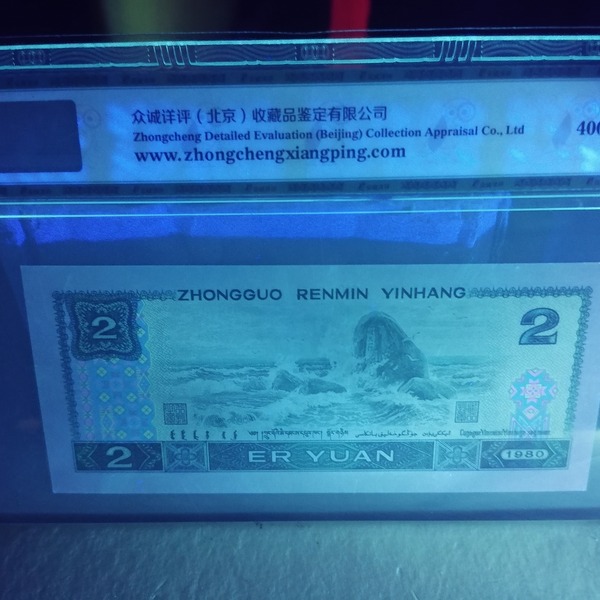 众诚详评（北京）收藏品鉴定有限公司
Zhongcheng Detailed Evaluation (Beijing) Collection Appraisal Co., Ltd
www.zhongchengxiangping.com
400
ZHONGGUO RENMIN YINHANG
2
2
2
ER YUAN
1980